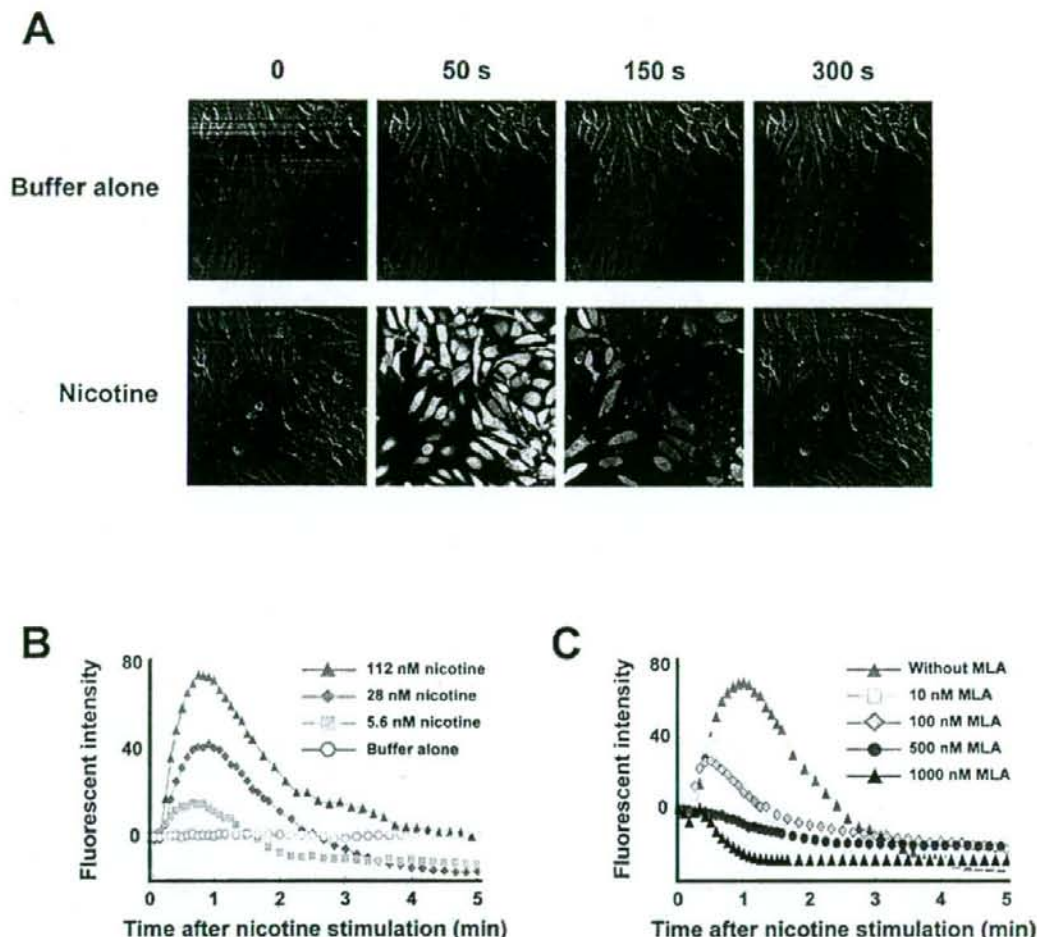 A
0 50 s 150 s 300 s
Buffer alone
Nicotine
B
80
40
0
Fluorescent intensity
112 nM nicotine
28 nM nicotine
5.6 nM nicotine
Buffer alone
0 1 2 3 4 5
Time after nicotine stimulation (min)
C
80
40
0
Fluorescent intensity
Without MLA
10 nM MLA
100 nM MLA
500 nM MLA
1000 nM MLA
0 1 2 3 4 5
Time after nicotine stimulation (min)